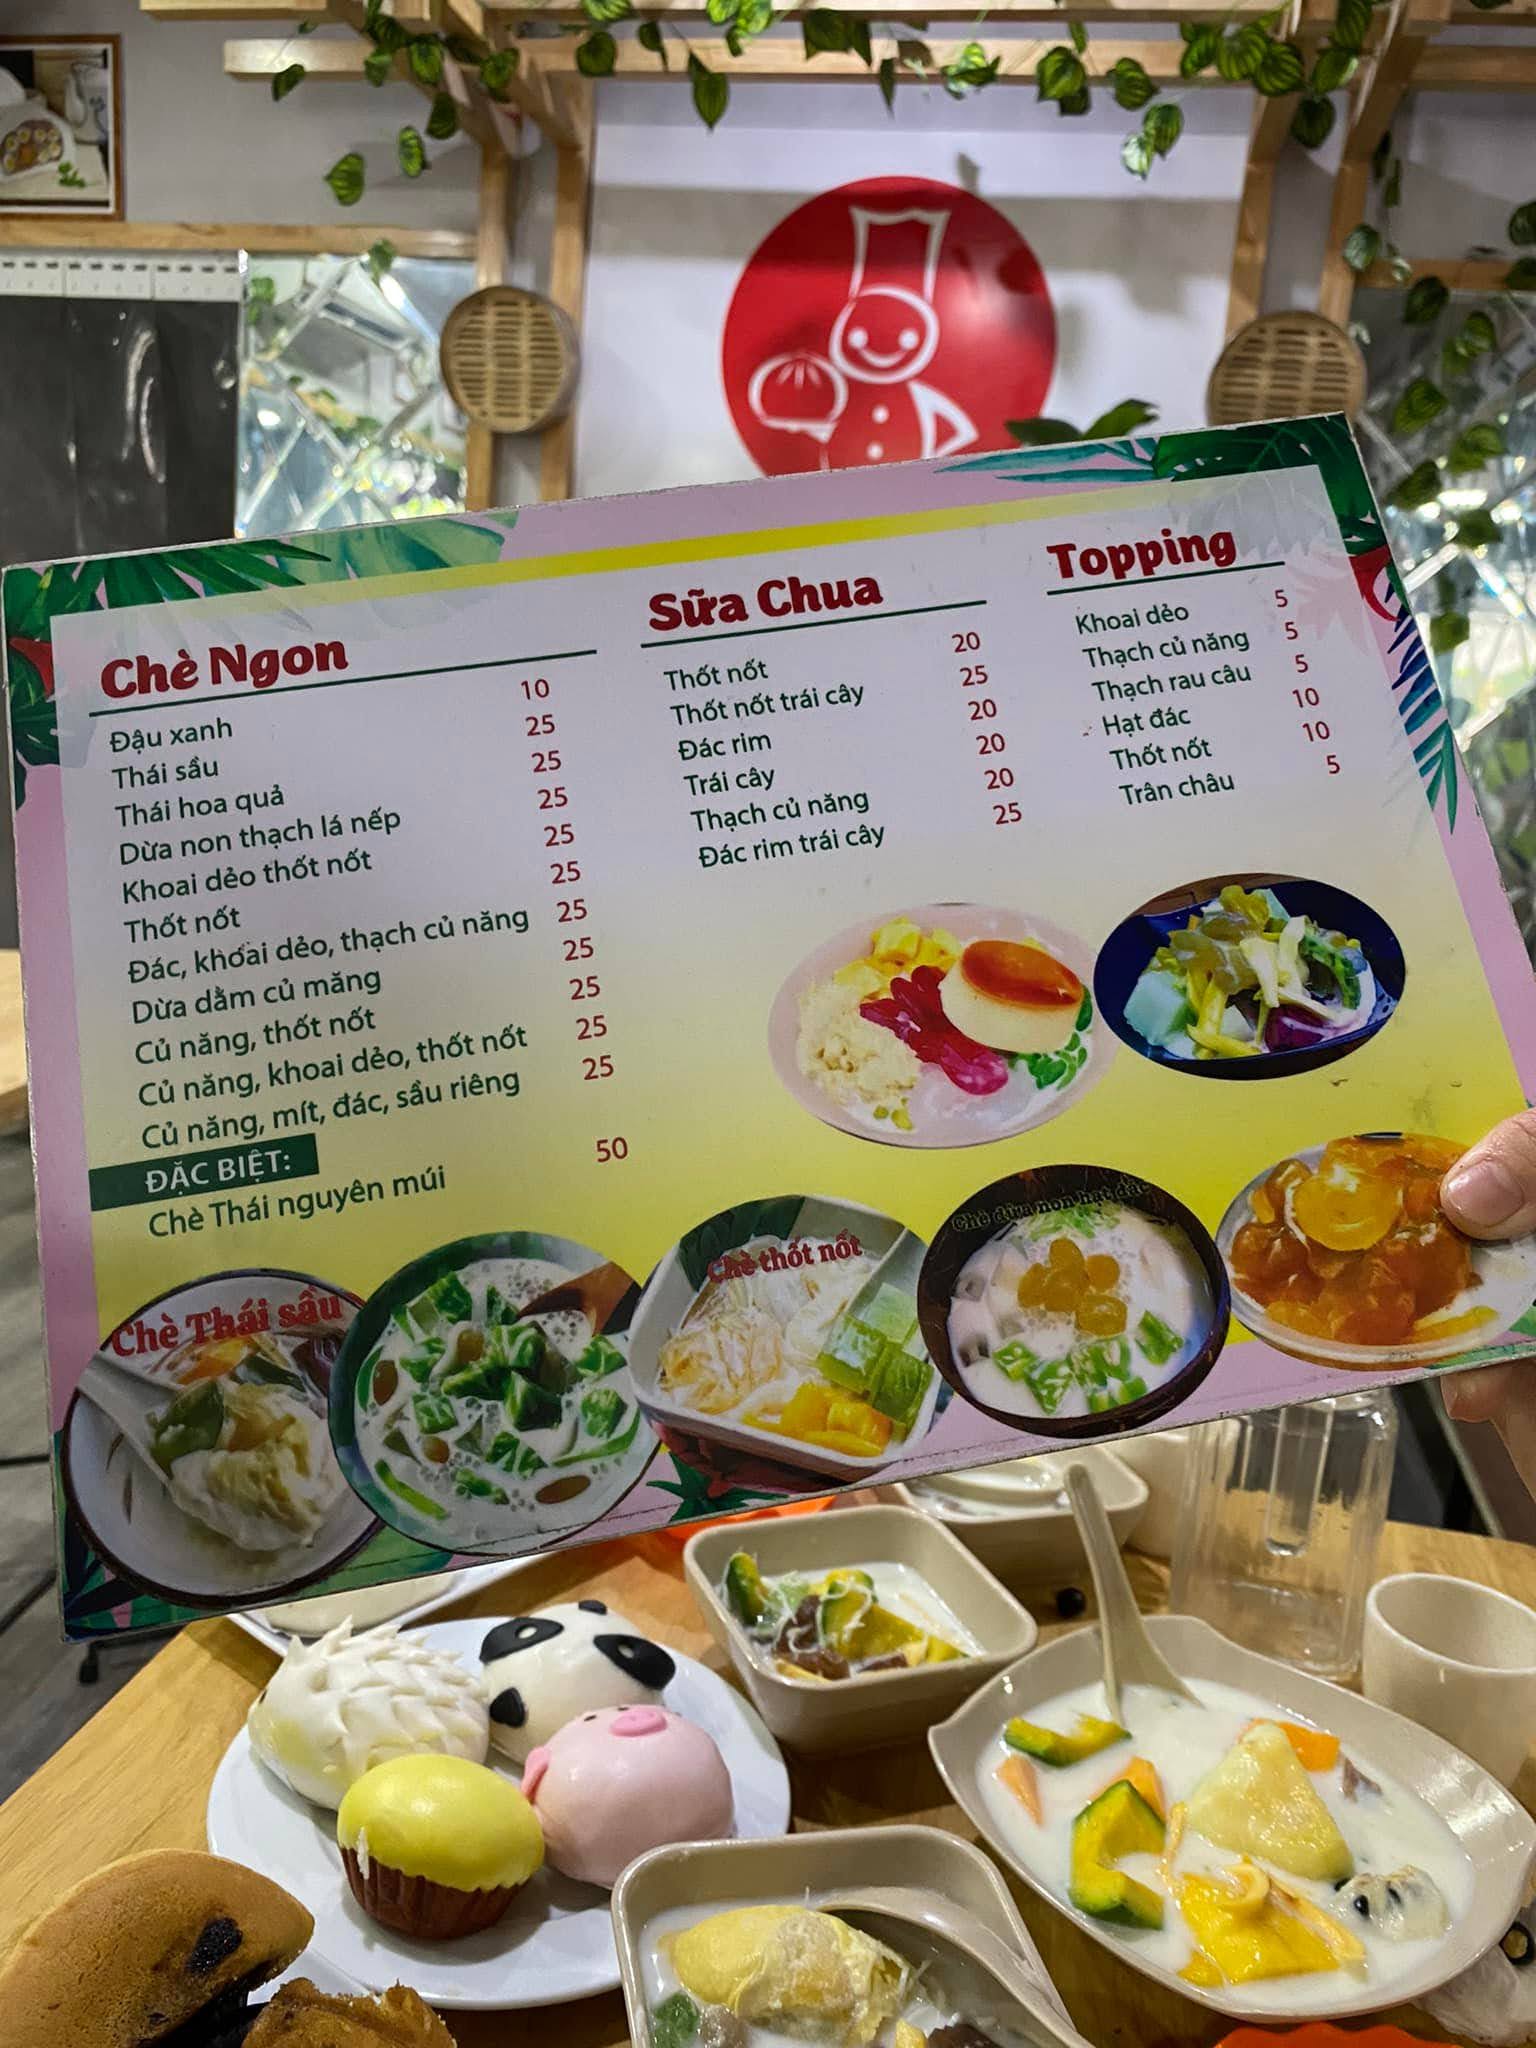 Chè Ngon
Đậu xanh 10
Thái sầu 25
Thái hoa quả 25
Dừa non thạch lá nếp 25
Khoai dẻo thốt nốt 25
Thốt nốt 25
Đác, khoai dẻo, thạch củ năng 25
Dừa dằm củ măng 25
Củ năng, thốt nốt 25
Củ năng, khoai dẻo, thốt nốt 25
Củ năng, mít, đác, sầu riêng 25
ĐẶC BIỆT:
Chè Thái nguyên múi 50
Sữa Chua
Thốt nốt 20
Thốt nốt trái cây 25
Đác rim 20
Trái cây 20
Thạch củ năng 20
Đác rim trái cây 25
Topping
Khoai dẻo 5
Thạch củ năng 5
Thạch rau câu 5
Hạt đác 10
Thốt nốt 10
Trân châu 5
Chè Thái sầu
Chè thốt nốt
Chè dừa non hạt đác